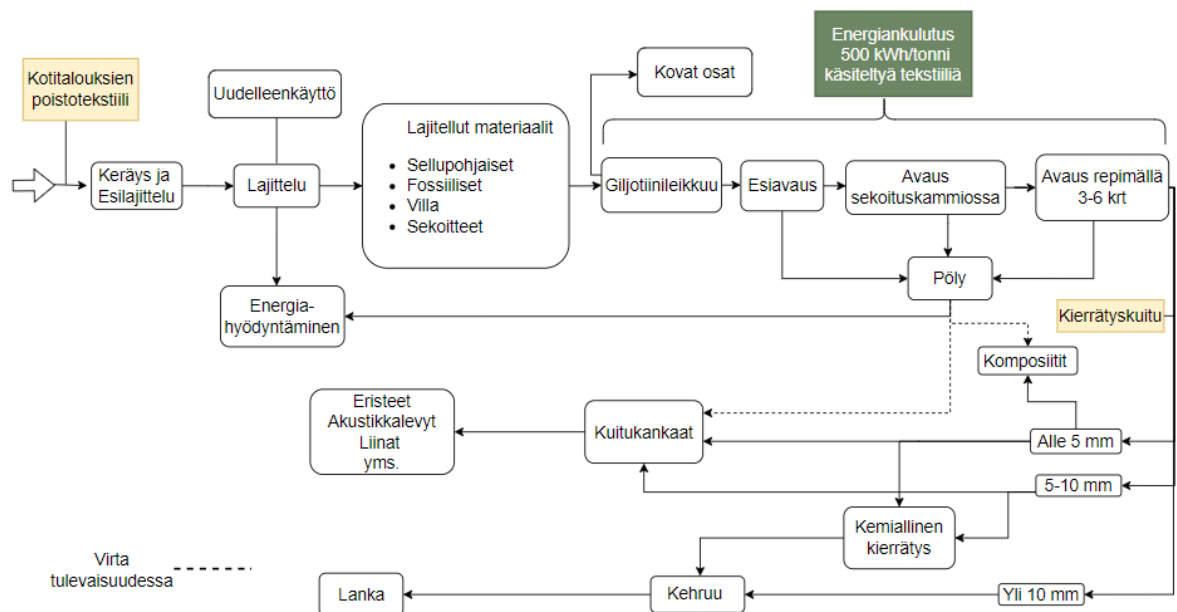 Energiankulutus
500 kWh/tonni
käsiteltyä tekstiiliä
Kotitalouksien
poistotekstiili
Uudelleenkäyttö
Kovat osat
Lajitellut materiaalit
Sellupohjaiset
Fossiiliset
Villa
Sekoitteet
Keräys ja
Esilajittelu
Lajittelu
Giljotiinileikkuu
Esiavaus
Avaus
sekoituskammiossa
Avaus repimällä
3-6 krt
Pöly
Energia-
hyödyntäminen
Kierrätyskuitu
Komposiitit
Eristeet
Akustikkalevyt
Liinat
yms.
Kuitukankaat
Alle 5 mm
5-10 mm
Kemiallinen
kierrätys
Virta
tulevaisuudessa
Lanka
Kehruu
Yli 10 mm